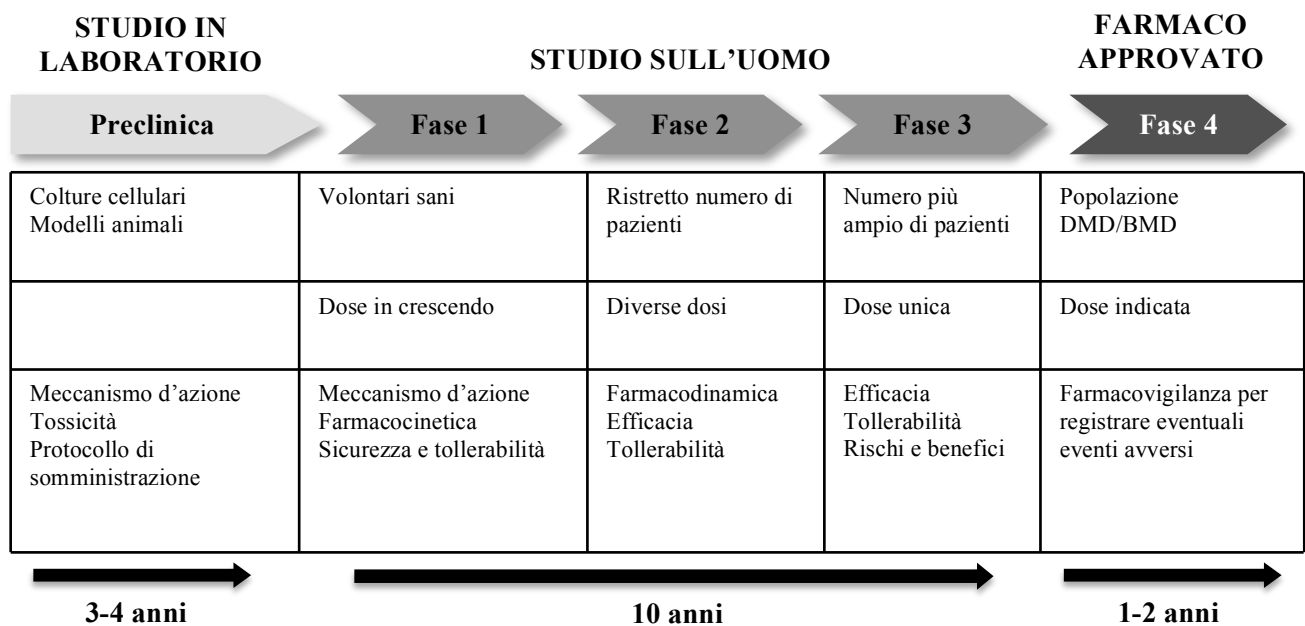 STUDIO IN
LABORATORIO
STUDIO SULL’UOMO
FARMACO
APPROVATO
Preclinica
Fase 1
Fase 2
Fase 3
Fase 4
Colture cellulari
Modelli animali
Volontari sani
Ristretto numero di
pazienti
Numero più
ampio di pazienti
Popolazione
DMD/BMD
Dose in crescendo
Diverse dosi
Dose unica
Dose indicata
Meccanismo d’azione
Tossicità
Protocollo di
somministrazione
Meccanismo d’azione
Farmacocinetica
Sicurezza e tollerabilità
Farmacodinamica
Efficacia
Tollerabilità
Efficacia
Tollerabilità
Rischi e benefici
Farmacovigilanza per
registrare eventuali
eventi avversi
3-4 anni
10 anni
1-2 anni